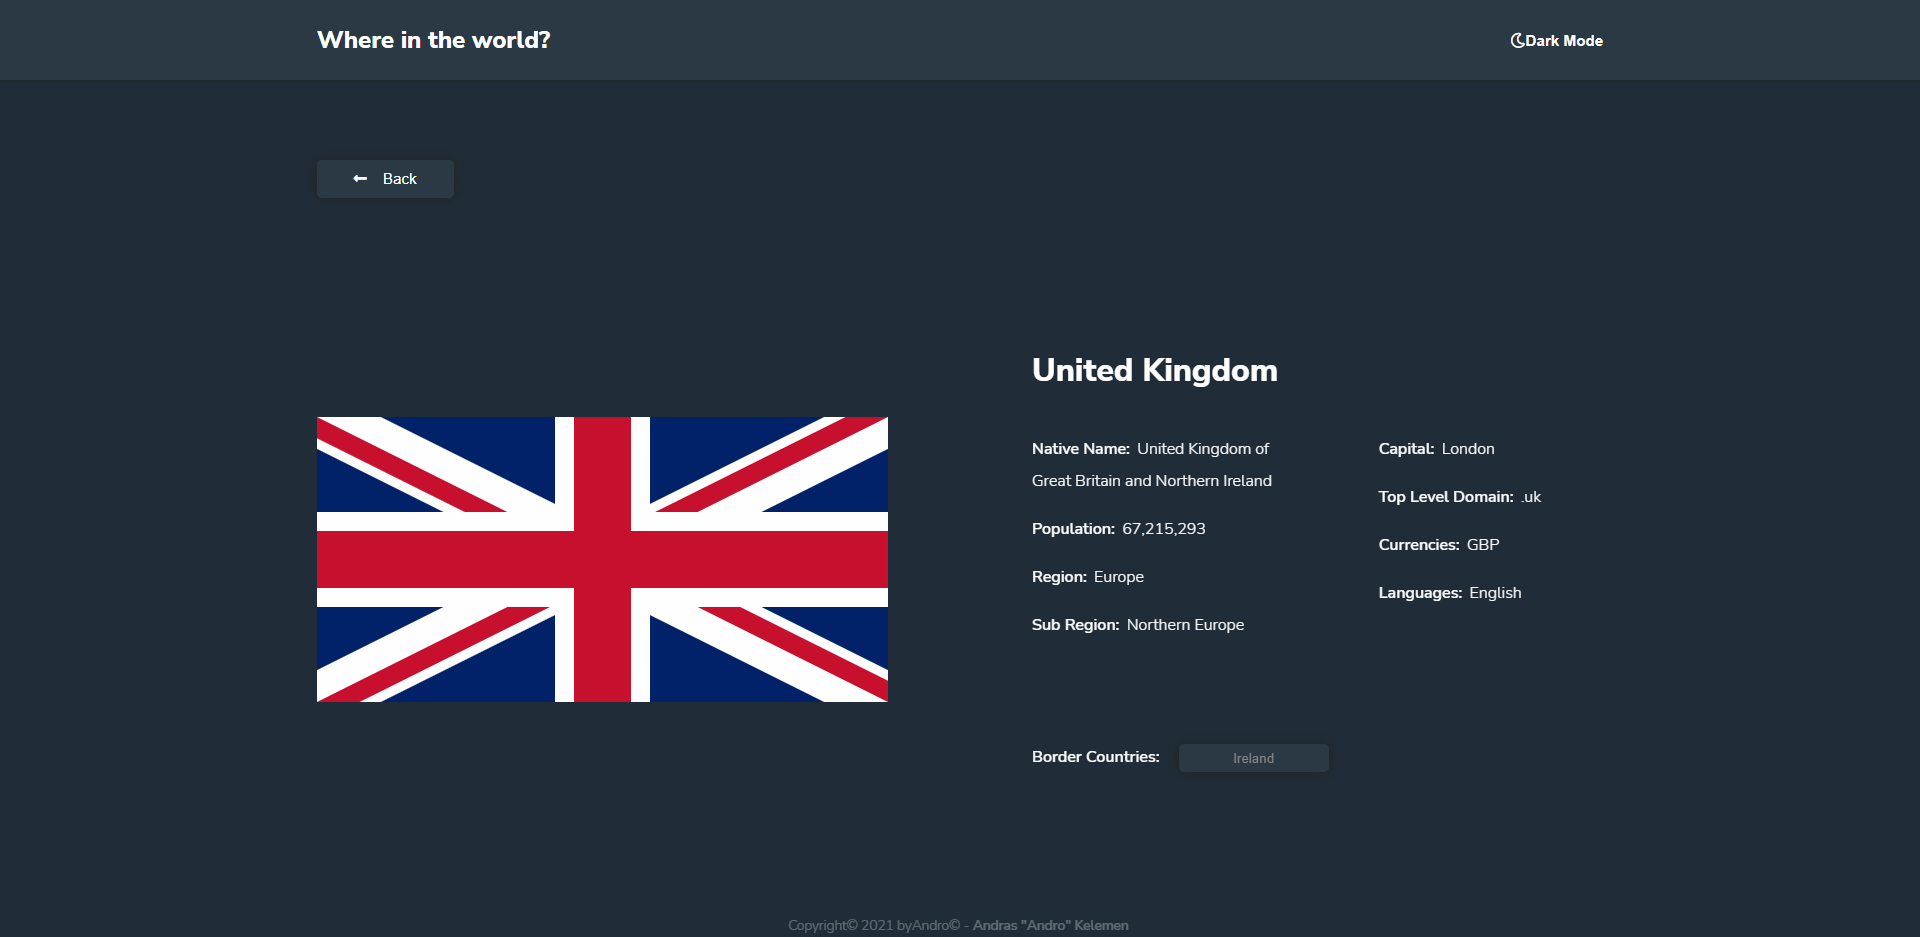 Where in the world?
Dark Mode
Back
United Kingdom
Native Name: United Kingdom of
Great Britain and Northern Ireland
Population: 67,215,293
Region: Europe
Sub Region: Northern Europe
Capital: London
Top Level Domain: .uk
Currencies: GBP
Languages: English
Border Countries: Ireland
Copyright© 2021 byAndro© - Andras "Andro" Kelemen